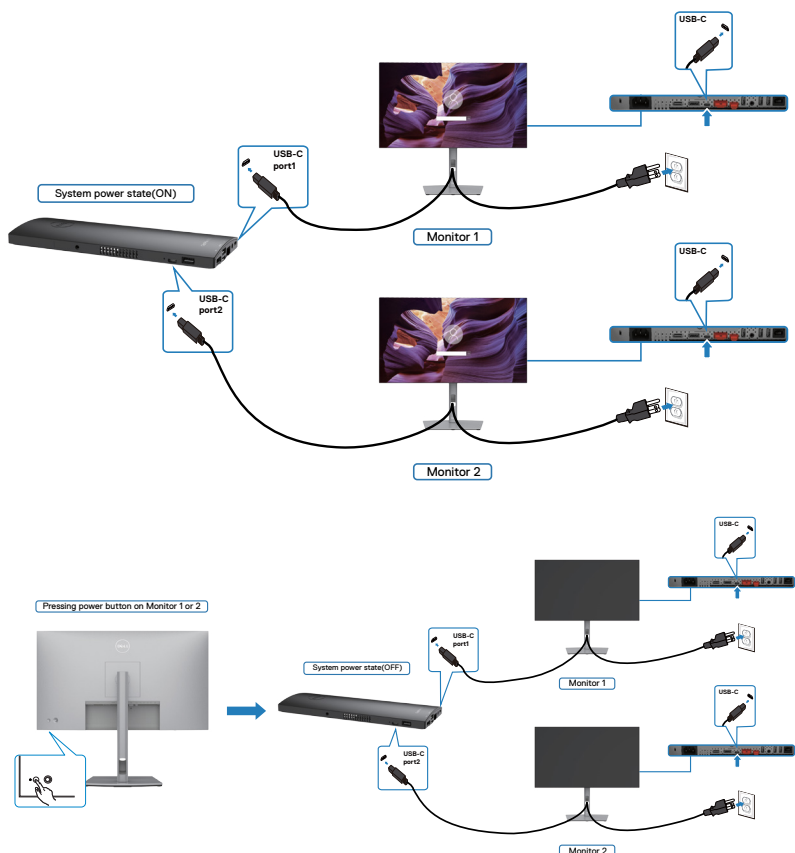 USB-C
USB-C
port1
System power state(ON)
Monitor 1
USB-C
USB-C
port2
Monitor 2
USB-C
Pressing power button on Monitor 1 or 2
USB-C
port1
DELL
System power state(OFF)
Monitor 1
USB-C
USB-C
port2
Monitor 2